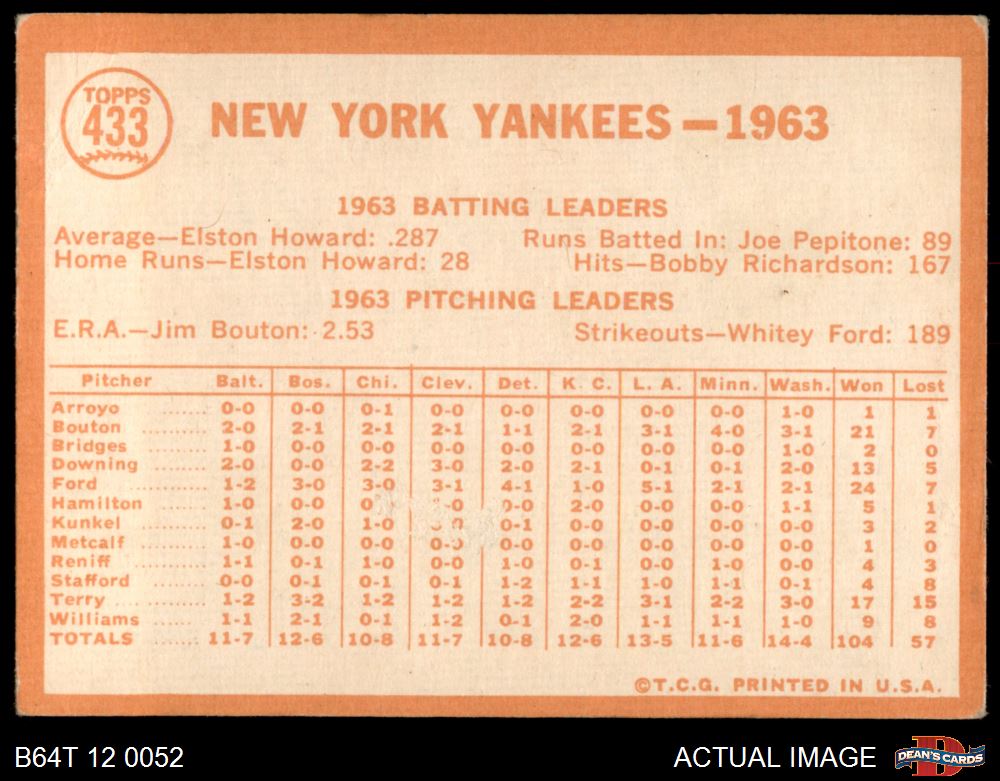 TOPPS
433
NEW YORK YANKEES—1963
1963 BATTING LEADERS
Average—Elston Howard: .287 Runs Batted In: Joe Pepitone: 89
Home Runs—Elston Howard: 28 Hits—Bobby Richardson: 167
1963 PITCHING LEADERS
E.R.A.—Jim Bouton: 2.53 Strikeouts—Whitey Ford: 189
Pitcher Balt. Bos. Chi. Clev. Det. K. C. L. A. Minn. Wash. Won Lost
Arroyo ........ 0-0 0-0 0-1 0-0 0-0 0-0 0-0 0-0 1-0 1 1
Bouton ......... 2-0 2-1 2-1 2-1 1-1 2-1 3-1 4-0 3-1 21 7
Bridges ........ 1-0 0-0 0-0 0-0 0-0 0-0 0-0 0-0 1-0 2 0
Downing ........ 2-0 0-0 2-2 3-0 2-0 2-1 0-1 0-1 2-0 13 5
Ford ......... 1-2 3-0 3-0 3-1 4-1 1-0 5-1 2-1 2-1 24 7
Hamilton ...... 1-0 0-0 0 -0 0-0 2-0 0-0 0-0 1-1 5 1
Kunkel ......... 0-1 2-0 1-0 0 0-1 0-0 0-0 0-0 0-0 3 2
Metcalf ......... 1-0 0-0 0-0 0-0 0-0 0-0 0-0 0-0 0-0 1 0
Reniff ......... 1-1 0-1 1-0 0-0 1-0 0-1 0-0 1-0 0-0 4 3
Stafford ........ 0-0 0-1 0-1 0-1 1-2 1-1 1-0 1-1 0-1 4 8
Terry ............ 1-2 3-2 1-2 1-2 1-2 2-2 3-1 2-2 3-0 17 15
Williams ...... 1-1 2-1 0-1 1-2 0-1 2-0 1-1 1-1 1-0 9 8
TOTALS ...... 11-7 12-6 10-8 11-7 10-8 12-6 13-5 11-6 14-4 104 57
©T.C.G. PRINTED IN U.S.A.
B64T 12 0052 ACTUAL IMAGE DEAN'S CARDS